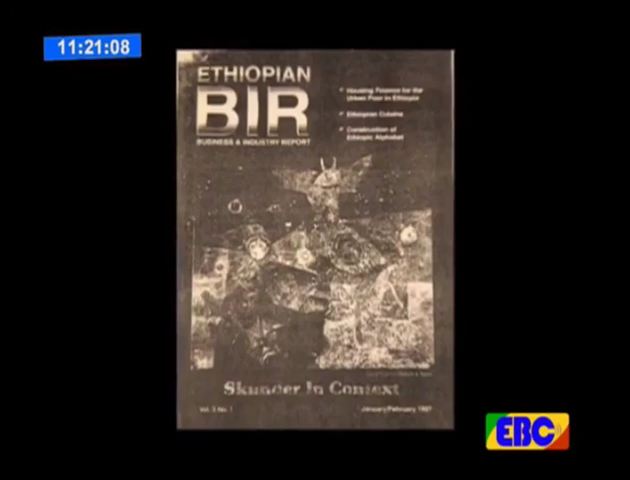 11:21:08
ETHIOPIAN
BIR
BUSINESS & INDUSTRY REPORT
Housing Finance for the
Urban Poor in Ethiopia
Ethiopian Cuisine
Construction of
Ethiopic Alphabet
Skunder In Context
Vol. 3 No. 1
January/February 1997
EBC